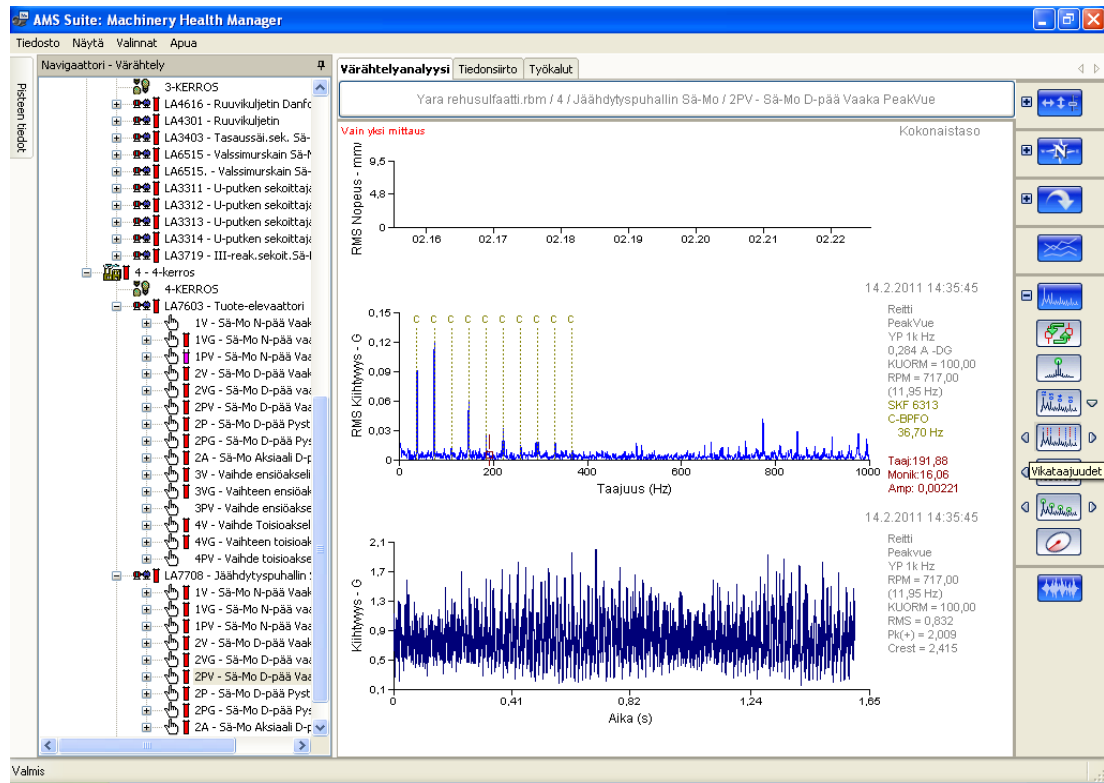 AMS Suite: Machinery Health Manager
Tiedosto Näytä Valinnat Apua
Pisteen tiedot
Navigaattori - Värähtely
3-KERROS
LA4616 - Ruuvikuljetin Danfo
LA4301 - Ruuvikuljetin
LA3403 - Tasaussäi.sek. Sä-
LA6515 - Valssimurskain Sä-M
LA6515. - Valssimurskain Sä-
LA3311 - U-putken sekoittaja
LA3312 - U-putken sekoittaja
LA3313 - U-putken sekoittaja
LA3314 - U-putken sekoittaja
LA3719 - III-reak.sekoit.Sä-
4 - 4-kerros
4-KERROS
LA7603 - Tuote-elevaattori
1V - Sä-Mo N-pää Vaak
1VG - Sä-Mo N-pää vaa
1PV - Sä-Mo N-pää Vaa
2V - Sä-Mo D-pää Vaak
2VG - Sä-Mo D-pää vaa
2PV - Sä-Mo D-pää Vaa
2P - Sä-Mo D-pää Pyst
2PG - Sä-Mo D-pää Pys
2A - Sä-Mo Aksiaali D-p
3V - Vaihde ensiöakseli
3VG - Vaihteen ensiöak
3PV - Vaihde ensiöakse
4V - Vaihde Toisioaksel
4VG - Vaihteen toisioak
4PV - Vaihde toisioakse
LA7708 - Jäähdytyspuhallin
1V - Sä-Mo N-pää Vaak
1VG - Sä-Mo N-pää vaa
1PV - Sä-Mo N-pää Vaa
2V - Sä-Mo D-pää Vaak
2VG - Sä-Mo D-pää vaa
2PV - Sä-Mo D-pää Vaa
2P - Sä-Mo D-pää Pyst
2PG - Sä-Mo D-pää Pys
2A - Sä-Mo Aksiaali D-p
Värähtelyanalyysi Tiedonsiirto Työkalut
Yara rehusulfaatti.rbm / 4 / Jäähdytyspuhallin Sä-Mo / 2PV - Sä-Mo D-pää Vaaka PeakVue
Vain yksi mittaus
Kokonaistaso
RMS Nopeus - mm/
9,5
4,8
0
02.16 02.17 02.18 02.19 02.20 02.21 02.22
14.2.2011 14:35:45
RMS Kiihtyvyys - G
0,15
0,12
0,09
0,06
0,03
0
C C C C C C C C C C
0 200 400 600 800 1000
Taajuus (Hz)
Reitti
PeakVue
YP 1k Hz
0,284 A -DG
KUORM = 100,00
RPM = 717,00
(11,95 Hz)
SKF 6313
C-BPFO
36,70 Hz
Taaj:191,88
Monik:16,06
Amp: 0,00221
14.2.2011 14:35:45
Kiihtyvyys - G
2,1
1,7
1,3
0,9
0,5
0,1
0 0,41 0,82 1,24 1,65
Aika (s)
Reitti
Peakvue
YP 1k Hz
RPM = 717,00
(11,95 Hz)
KUORM = 100,00
RMS = 0,832
Pk(+) = 2,009
Crest = 2,415
N
Vikataajuudet
Valmis